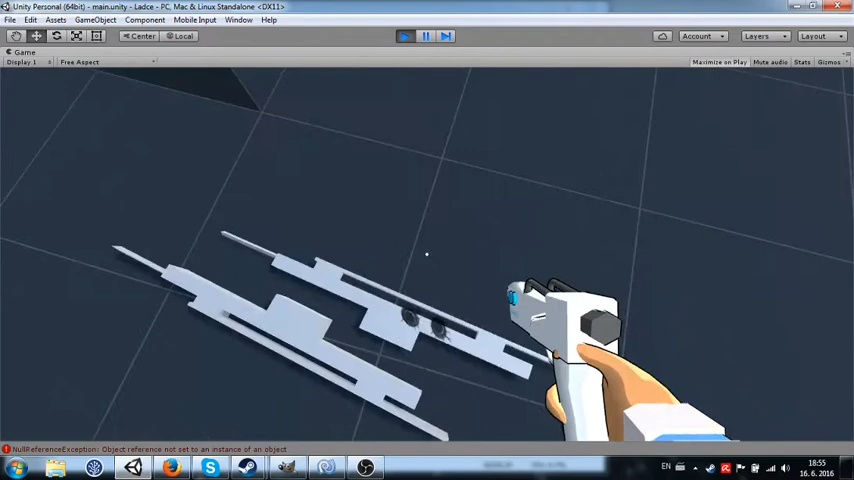 Unity Personal (64bit) - main.unity - Ladce - PC, Mac & Linux Standalone <DX11>
File Edit Assets GameObject Component Mobile Input Window Help
Center Local Account Layers Layout
Game
Display 1 Free Aspect Maximize on Play Mute audio Stats Gizmos
NullReferenceException: Object reference not set to an instance of an object
EN 18:55
16. 6. 2016